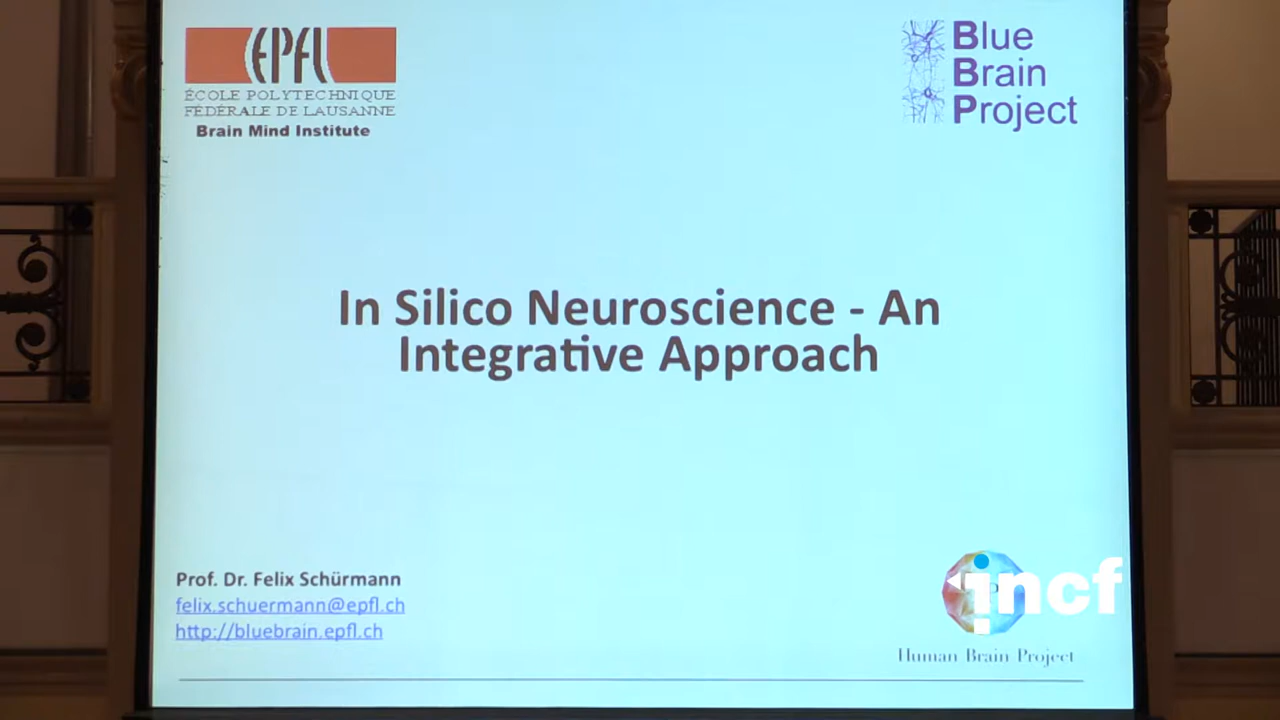 EPFL
ÉCOLE POLYTECHNIQUE
FÉDÉRALE DE LAUSANNE
Brain Mind Institute
Blue
Brain
Project
In Silico Neuroscience - An
Integrative Approach
Prof. Dr. Felix Schürmann
felix.schuermann@epfl.ch
http://bluebrain.epfl.ch
incf
Human Brain Project